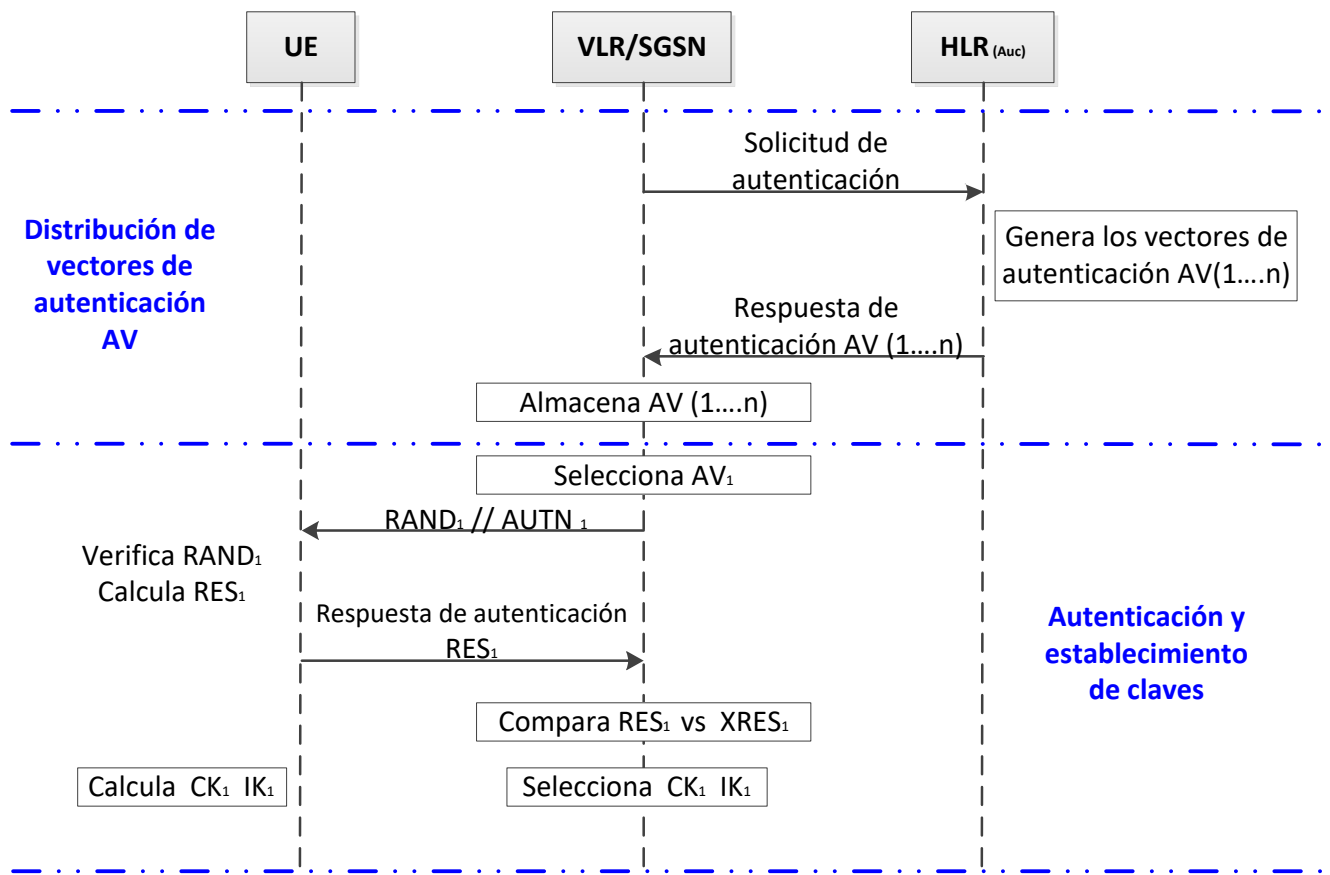 UE
VLR/SGSN
HLR (Auc)
Solicitud de
autenticación
Distribución de
vectores de
autenticación
AV
Genera los vectores de
autenticación AV(1....n)
Respuesta de
autenticación AV (1....n)
Almacena AV (1....n)
Selecciona AV₁
RAND₁ // AUTN ₁
Verifica RAND₁
Calcula RES₁
Respuesta de autenticación
RES₁
Autenticación y
establecimiento
de claves
Compara RES₁ vs XRES₁
Calcula CK₁ IK₁
Selecciona CK₁ IK₁